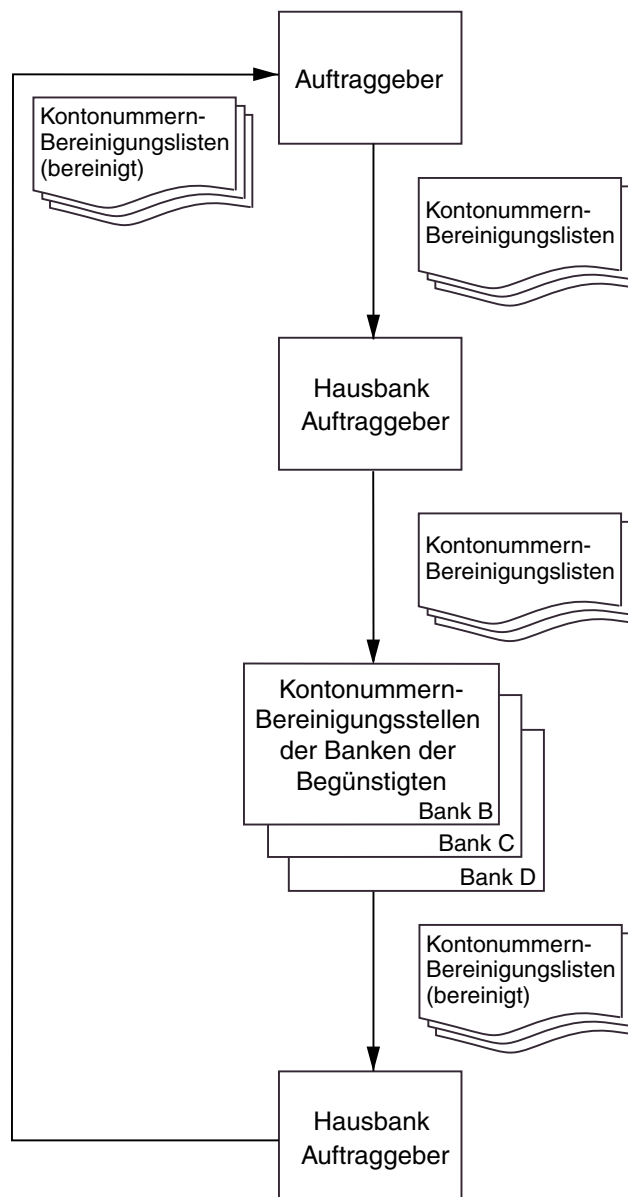 Auftraggeber
Kontonummern-
Bereinigungslisten
(bereinigt)
Kontonummern-
Bereinigungslisten
Hausbank
Auftraggeber
Kontonummern-
Bereinigungslisten
Kontonummern-
Bereinigungsstellen
der Banken der
Begünstigten
Bank B
Bank C
Bank D
Kontonummern-
Bereinigungslisten
(bereinigt)
Hausbank
Auftraggeber